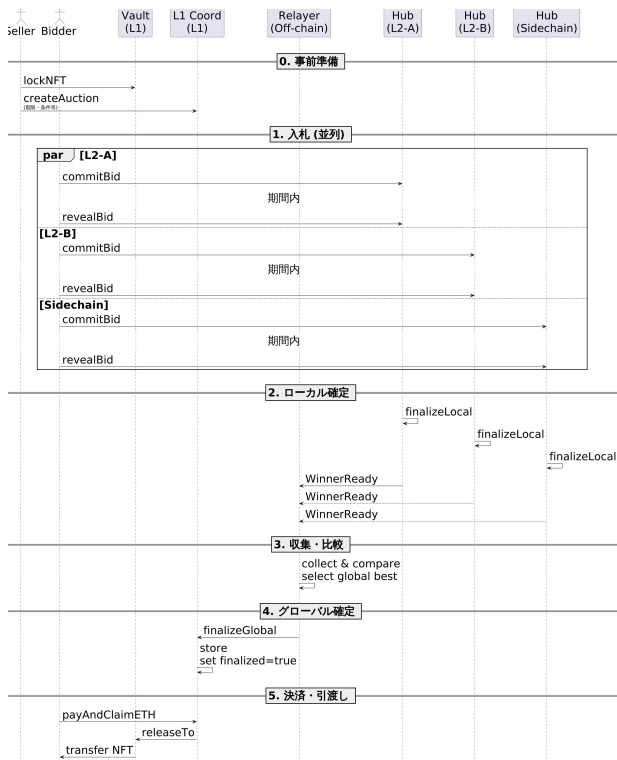 Seller
Bidder
Vault
(L1)
L1 Coord
(L1)
Relayer
(Off-chain)
Hub
(L2-A)
Hub
(L2-B)
Hub
(Sidechain)
0. 事前準備
lockNFT
createAuction
(期限・条件等)
1. 入札 (並列)
par [L2-A]
commitBid
期間内
revealBid
[L2-B]
commitBid
期間内
revealBid
[Sidechain]
commitBid
期間内
revealBid
2. ローカル確定
finalizeLocal
finalizeLocal
finalizeLocal
WinnerReady
WinnerReady
WinnerReady
3. 収集・比較
collect & compare
select global best
4. グローバル確定
finalizeGlobal
store
set finalized=true
5. 決済・引渡し
payAndClaimETH
releaseTo
transfer NFT